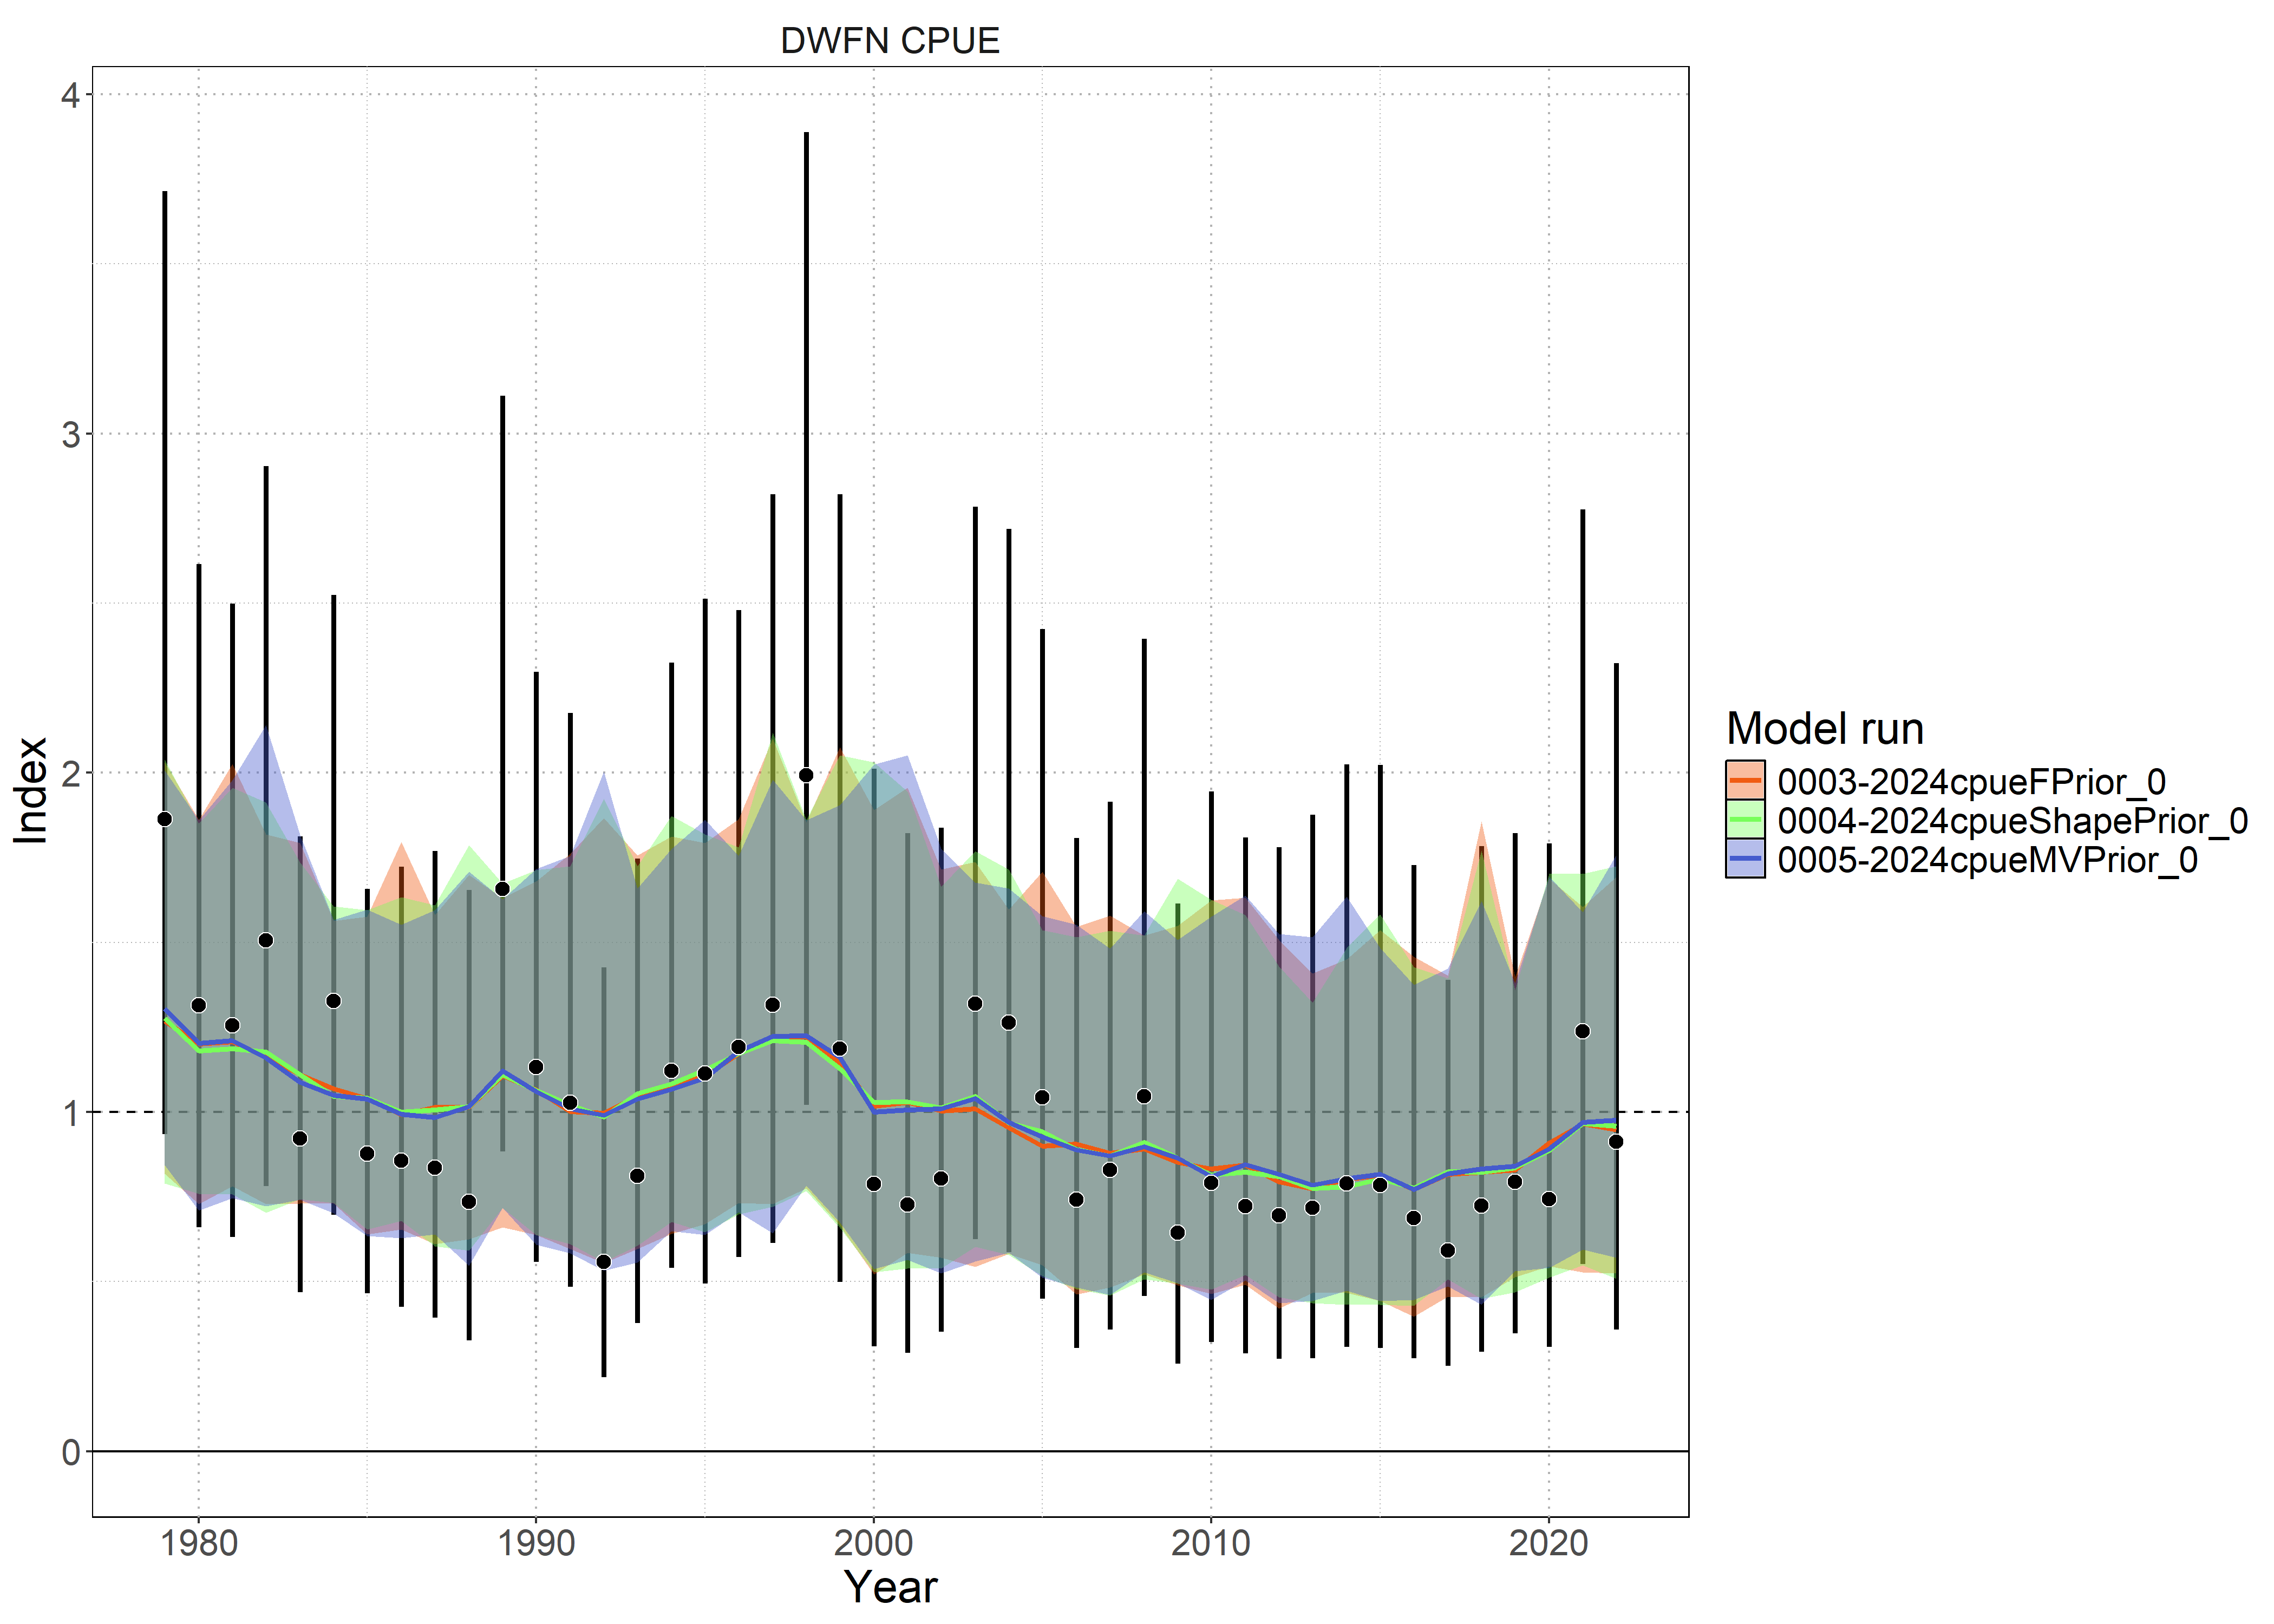 DWFN CPUE
4
3
2
1
0
Index
1980 1990 2000 2010 2020
Year
Model run
0003-2024cpueFPrior_0
0004-2024cpueShapePrior_0
0005-2024cpueMVPrior_0